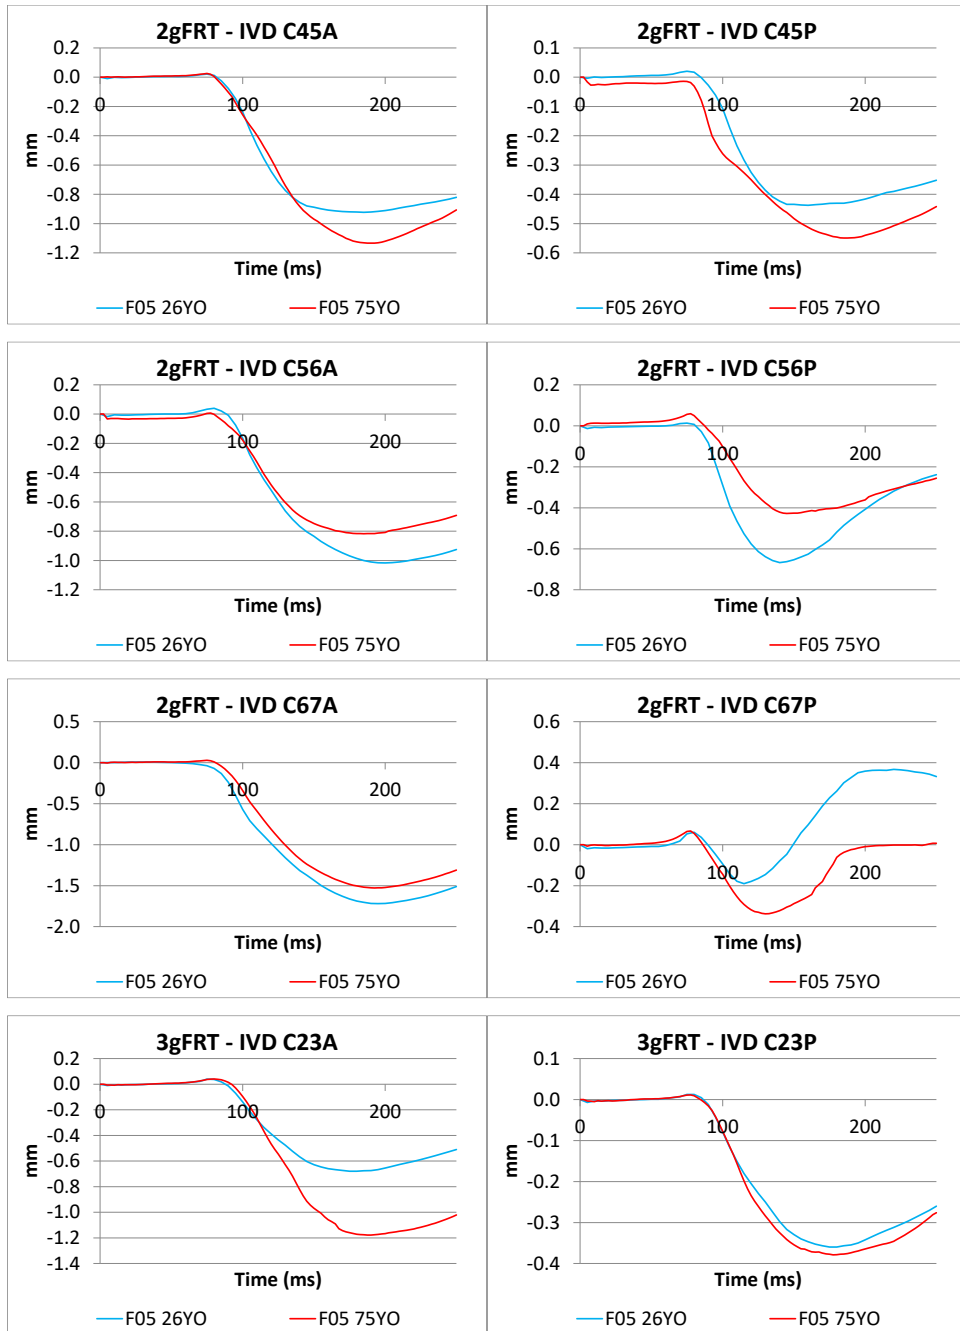 2gFRT - IVD C45A
0.2
0.0
-0.2
-0.4
-0.6
-0.8
-1.0
-1.2
mm
0
100
200
Time (ms)
F05 26YO
F05 75YO
2gFRT - IVD C45P
0.1
0.0
-0.1
-0.2
-0.3
-0.4
-0.5
-0.6
mm
0
100
200
Time (ms)
F05 26YO
F05 75YO
2gFRT - IVD C56A
0.2
0.0
-0.2
-0.4
-0.6
-0.8
-1.0
-1.2
mm
0
100
200
Time (ms)
F05 26YO
F05 75YO
2gFRT - IVD C56P
0.2
0.0
-0.2
-0.4
-0.6
-0.8
mm
0
100
200
Time (ms)
F05 26YO
F05 75YO
2gFRT - IVD C67A
0.5
0.0
-0.5
-1.0
-1.5
-2.0
mm
0
100
200
Time (ms)
F05 26YO
F05 75YO
2gFRT - IVD C67P
0.6
0.4
0.2
0.0
-0.2
-0.4
mm
0
100
200
Time (ms)
F05 26YO
F05 75YO
3gFRT - IVD C23A
0.2
0.0
-0.2
-0.4
-0.6
-0.8
-1.0
-1.2
-1.4
mm
0
100
200
Time (ms)
F05 26YO
F05 75YO
3gFRT - IVD C23P
0.1
0.0
-0.1
-0.2
-0.3
-0.4
mm
0
100
200
Time (ms)
F05 26YO
F05 75YO